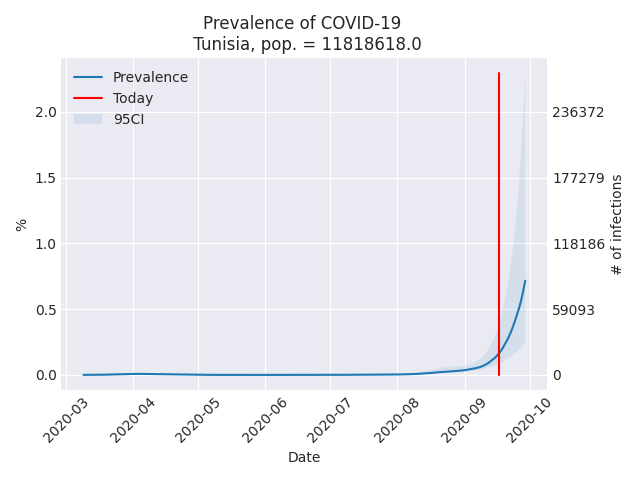 Prevalence of COVID-19
Tunisia, pop. = 11818618.0
Prevalence
Today
95CI
2.0
1.5
1.0
0.5
0.0
%
236372
177279
118186
59093
0
# of infections
2020-03
2020-04
2020-05
2020-06
2020-07
2020-08
2020-09
2020-10
Date